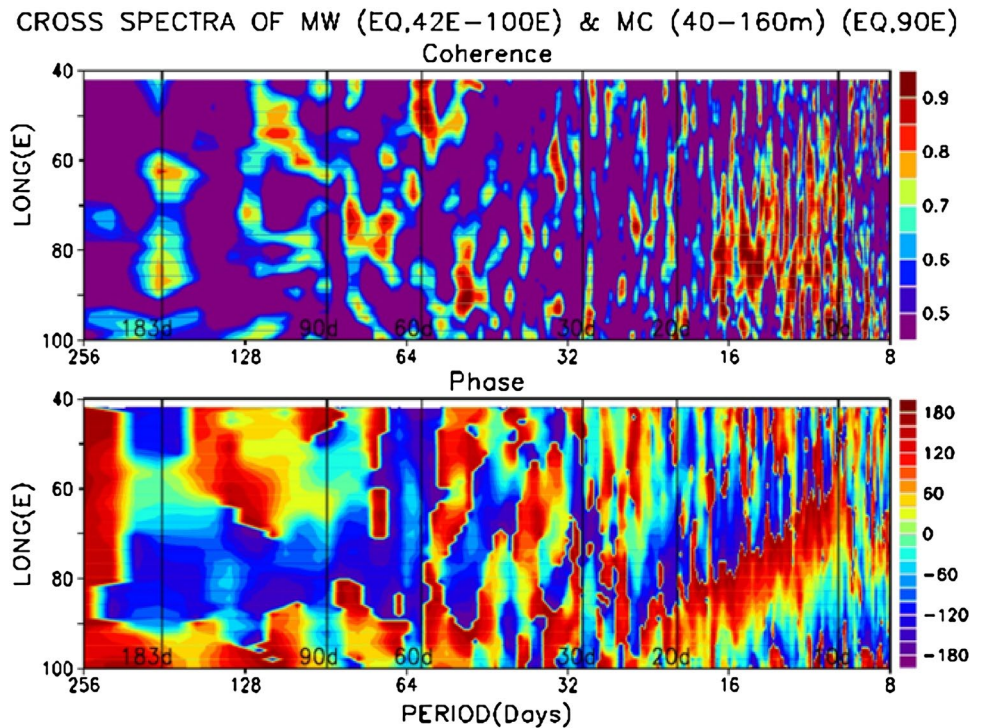 CROSS SPECTRA OF MW (EQ,42E-100E) & MC (40-160m) (EQ,90E)
Coherence
40
60
80
100
LONG(E)
183d 90d 60d 30d 20d 10d
256 128 64 32 16 8
0.9
0.8
0.7
0.6
0.5
Phase
40
60
80
100
LONG(E)
183d 90d 60d 30d 20d 10d
256 128 64 32 16 8
PERIOD(Days)
180
120
60
0
-60
-120
-180